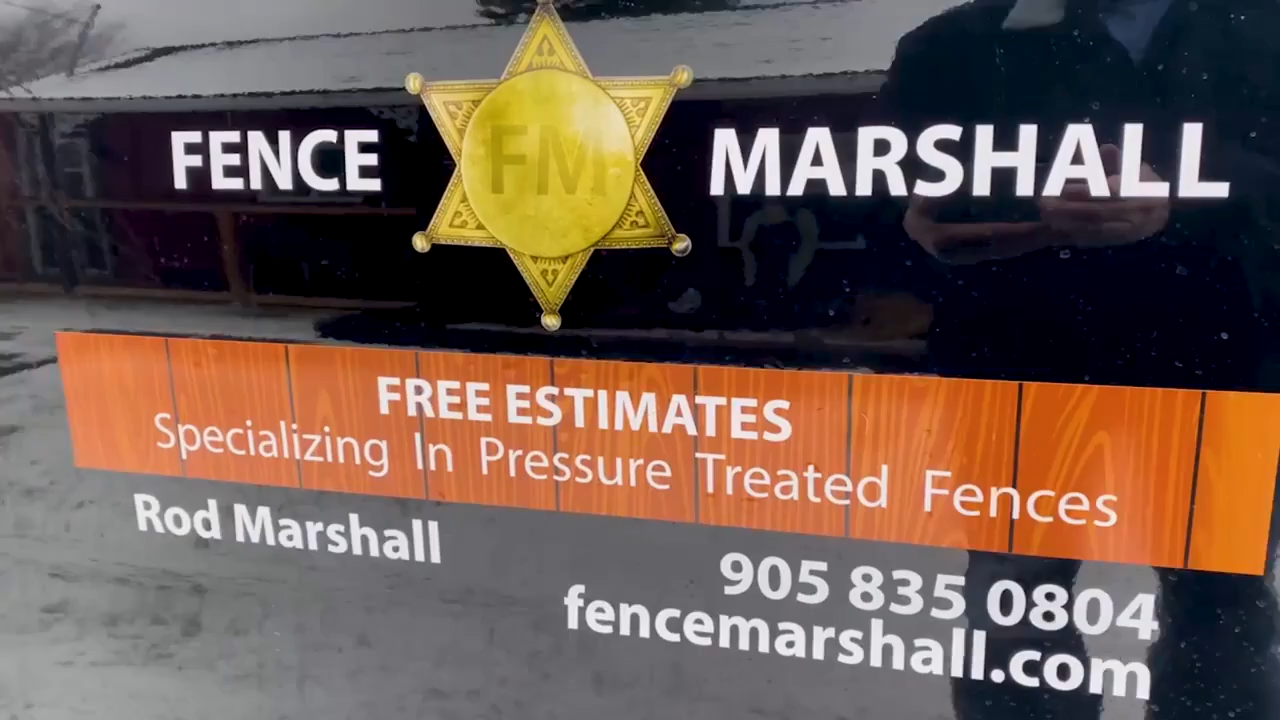 FENCE FM MARSHALL
FREE ESTIMATES
Specializing In Pressure Treated Fences
Rod Marshall
905 835 0804
fencemarshall.com